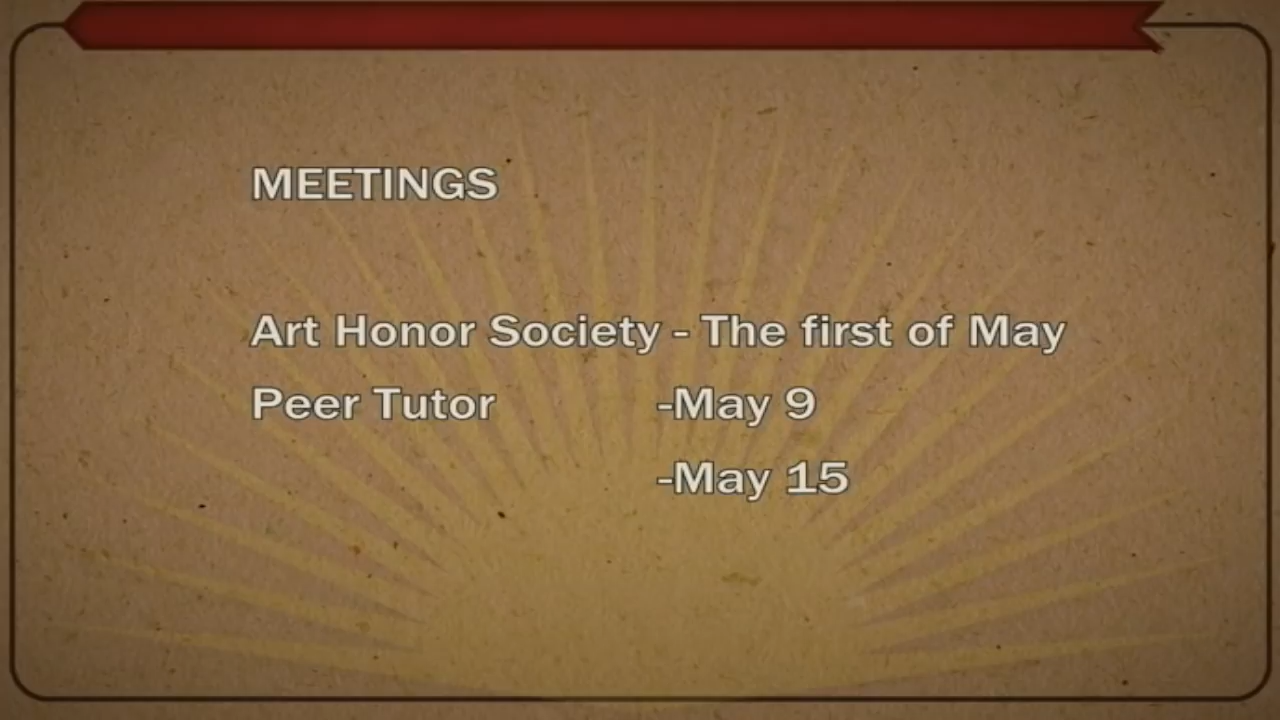 MEETINGS
Art Honor Society - The first of May
Peer Tutor -May 9
-May 15